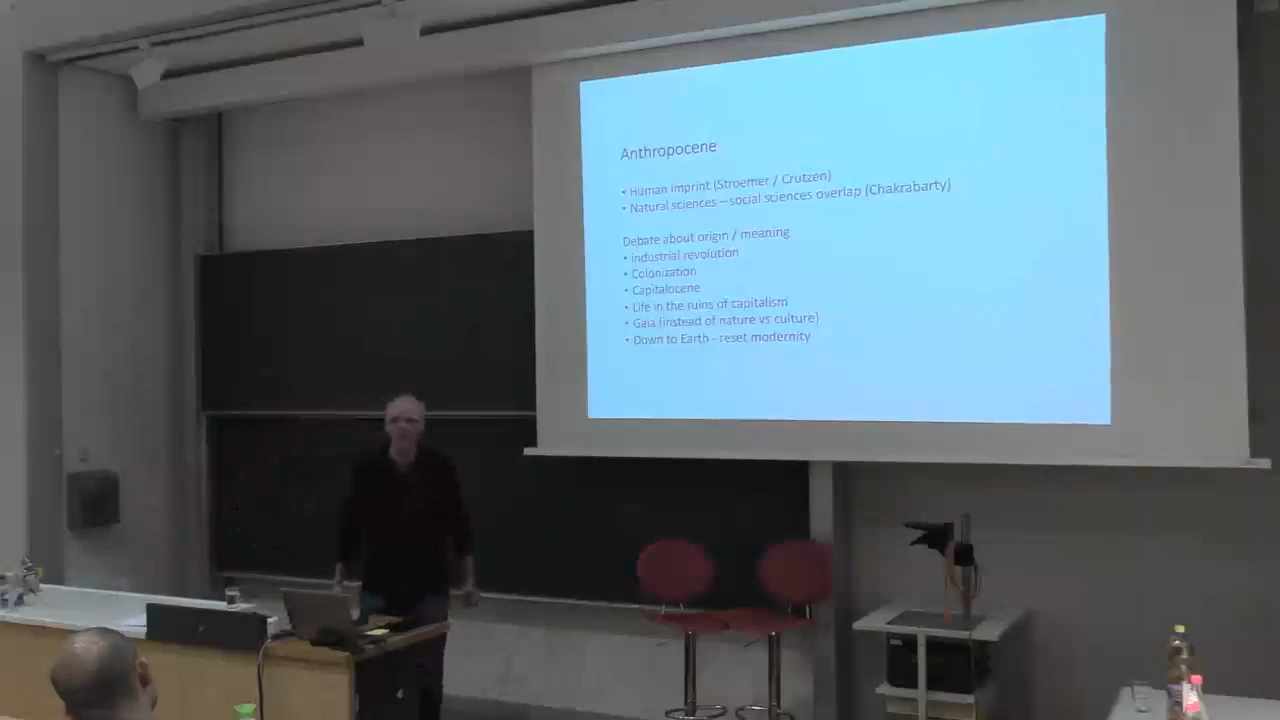 Anthropocene
• Human imprint (Stroemer / Crutzen)
• Natural sciences – social sciences overlap (Chakrabarty)
Debate about origin / meaning
• industrial revolution
• Colonization
• Capitalocene
• Life in the ruins of capitalism
• Gaia (instead of nature vs culture)
• Down to Earth - reset modernity